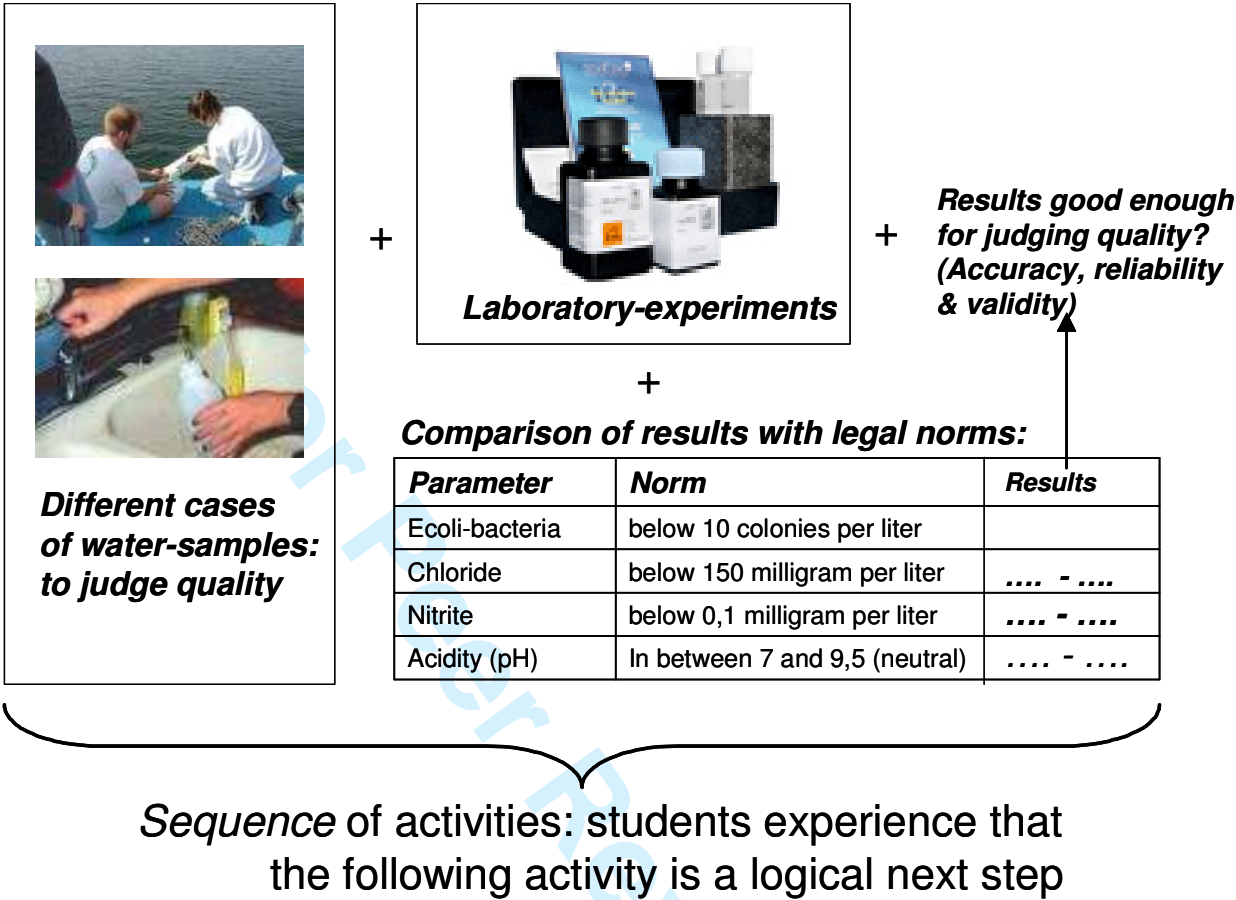 Different cases
of water-samples:
to judge quality
+
Laboratory-experiments
+
Results good enough
for judging quality?
(Accuracy, reliability
& validity)
+
Comparison of results with legal norms:
Parameter Norm Results
Ecoli-bacteria below 10 colonies per liter
Chloride below 150 milligram per liter .... - ....
Nitrite below 0,1 milligram per liter .... - ....
Acidity (pH) In between 7 and 9,5 (neutral) .... - ....
Sequence of activities: students experience that
the following activity is a logical next step